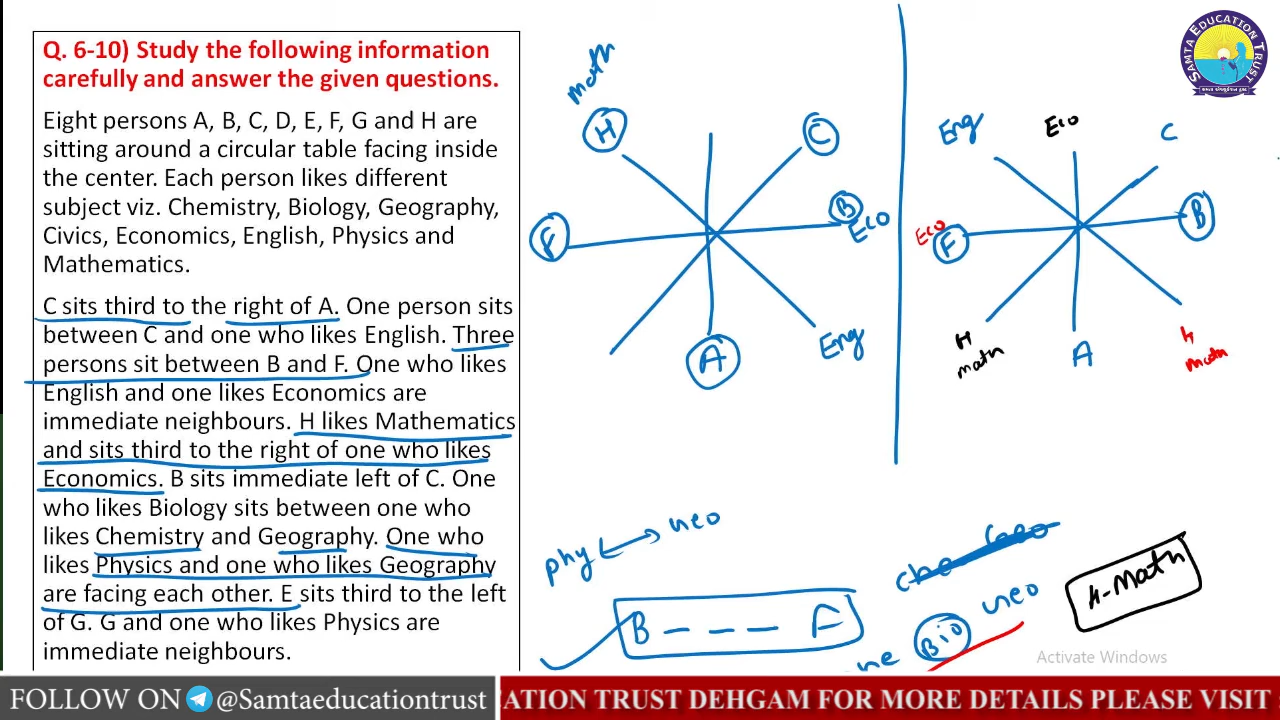 Q. 6-10) Study the following information
carefully and answer the given questions.
Eight persons A, B, C, D, E, F, G and H are
sitting around a circular table facing inside
the center. Each person likes different
subject viz. Chemistry, Biology, Geography,
Civics, Economics, English, Physics and
Mathematics.
C sits third to the right of A. One person sits
between C and one who likes English. Three
persons sit between B and F. One who likes
English and one likes Economics are
immediate neighbours. H likes Mathematics
and sits third to the right of one who likes
Economics. B sits immediate left of C. One
who likes Biology sits between one who
likes Chemistry and Geography. One who
likes Physics and one who likes Geography
are facing each other. E sits third to the left
of G. G and one who likes Physics are
immediate neighbours.
math
H
C
B
Eco
F
A
Eng
Eng
Eco
C
Eco
F
B
H
math
A
H
math
phy
B
F
Bio
H-Math
SAMTA EDUCATION TRUST
Activate Windows
FOLLOW ON @Samtaeducationtrust
CATION TRUST DEHGAM FOR MORE DETAILS PLEASE VISIT